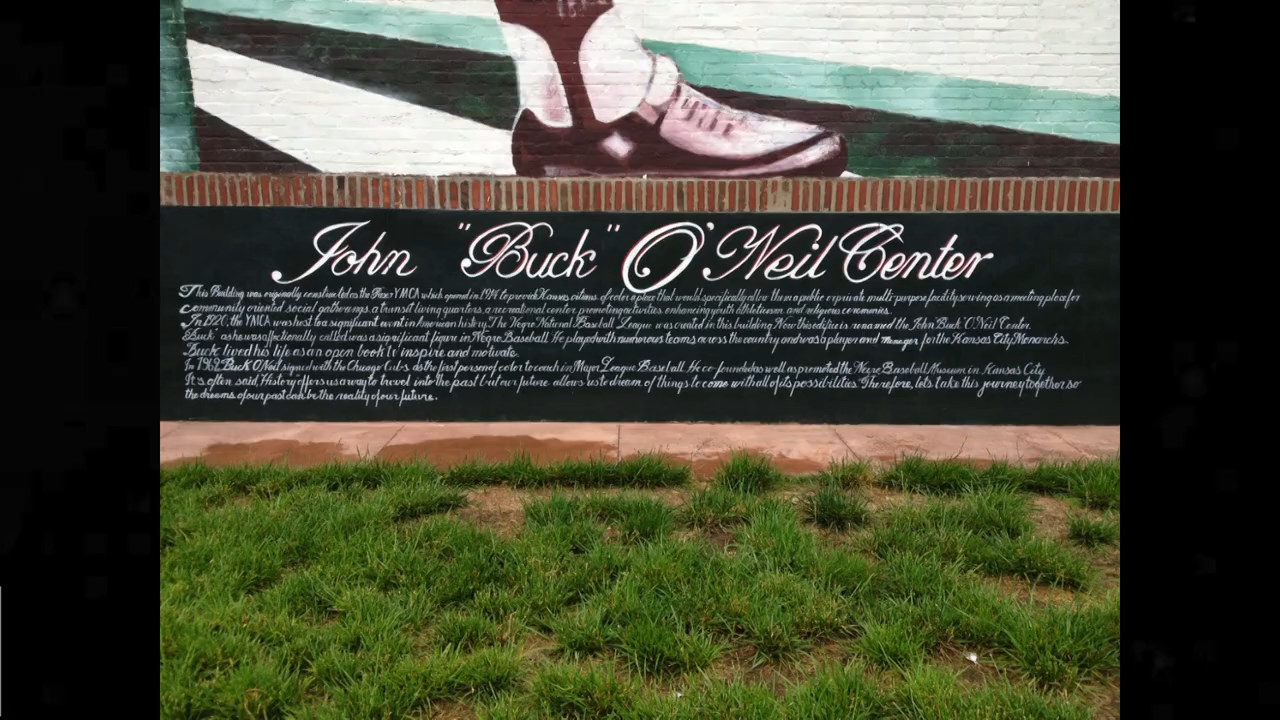 John "Buck" O'Neil Center
This Building was originally constructed as the Paseo YMCA which opened in 1914 to provide Kansas citians of color a place that would specifically allow them a public or private multi-purpose facility serving as a meeting place for
community oriented social gatherings, a transit living quarters, a recreational center, promoting activities, enhancing youth athleticism, and religious ceremonies.
In 1920, the YMCA was host to a significant event in American history. The Negro National Baseball League was created in this building. Now this edifice is renamed the John "Buck" O'Neil Center.
"Buck" as he was affectionally called was a significant figure in Negro Baseball. He played with numorous teams across the country and was a player and manager for the Kansas City Monarchs.
Buck lived his life as an open book to inspire and motivate.
In 1962 Buck O'Neil signed with the Chicago Cubs as the first person of color to coach in Major League Baseball. He co-founded as well as promoted the Negro Baseball Museum in Kansas City.
It's often said, History offers us a way to travel into the past but our future allows us to dream of things to come with all of its possibilities. Therefore, lets take this journey together so
the dreams of our past can be the reality of our future.